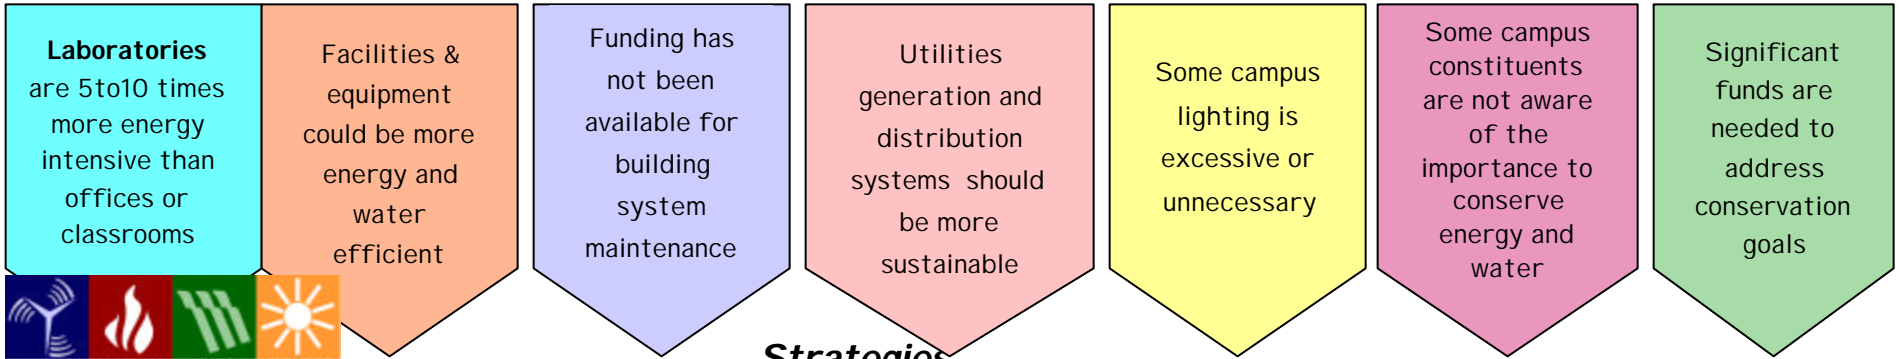 Laboratories
are 5to10 times
more energy
intensive than
offices or
classrooms
Facilities &
equipment
could be more
energy and
water
efficient
Funding has
not been
available for
building
system
maintenance
Utilities
generation and
distribution
systems should
be more
sustainable
Some campus
lighting is
excessive or
unnecessary
Some campus
constituents
are not aware
of the
importance to
conserve
energy and
water
Significant
funds are
needed to
address
conservation
goals
Strategies